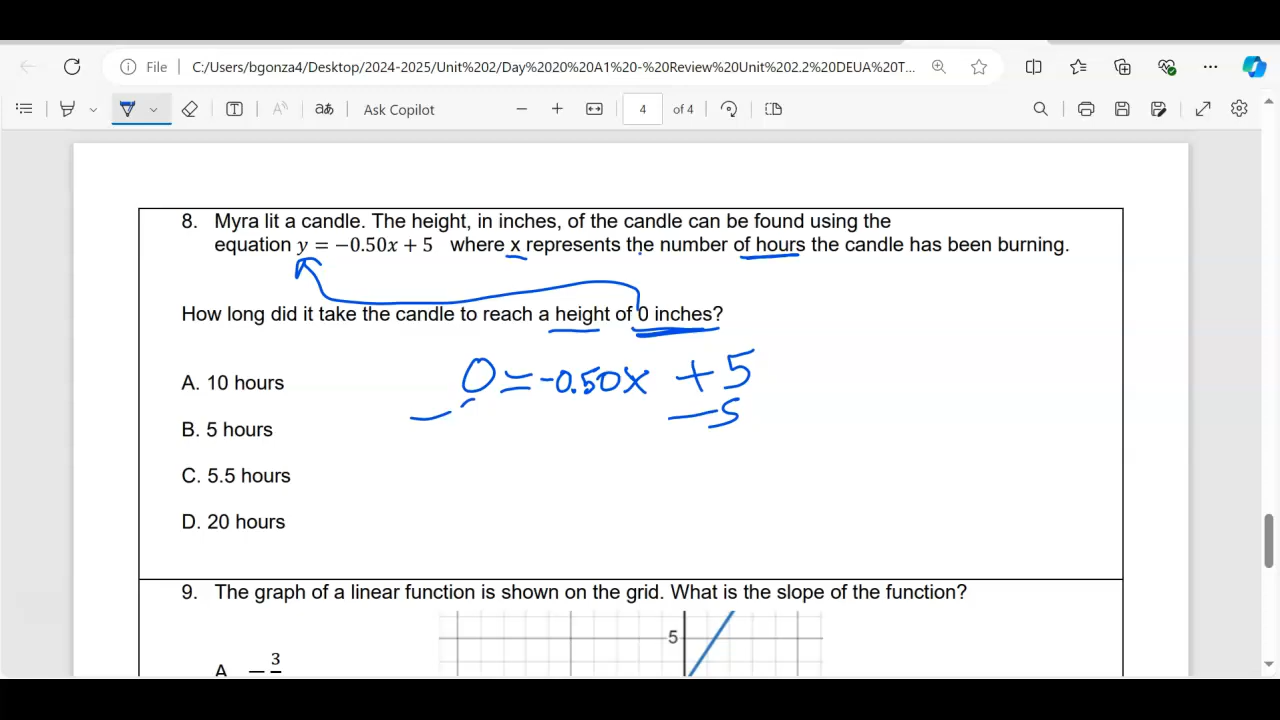 File C:/Users/bgonza4/Desktop/2024-2025/Unit%202/Day%2020%20A1%20-%20Review%20Unit%202.2%20DEUA%20T...
aあ Ask Copilot 4 of 4
8. Myra lit a candle. The height, in inches, of the candle can be found using the
equation y = −0.50x + 5 where x represents the number of hours the candle has been burning.
How long did it take the candle to reach a height of 0 inches?
0 = -0.50x + 5
A. 10 hours
— -5
B. 5 hours
C. 5.5 hours
D. 20 hours
9. The graph of a linear function is shown on the grid. What is the slope of the function?
5
A − 3